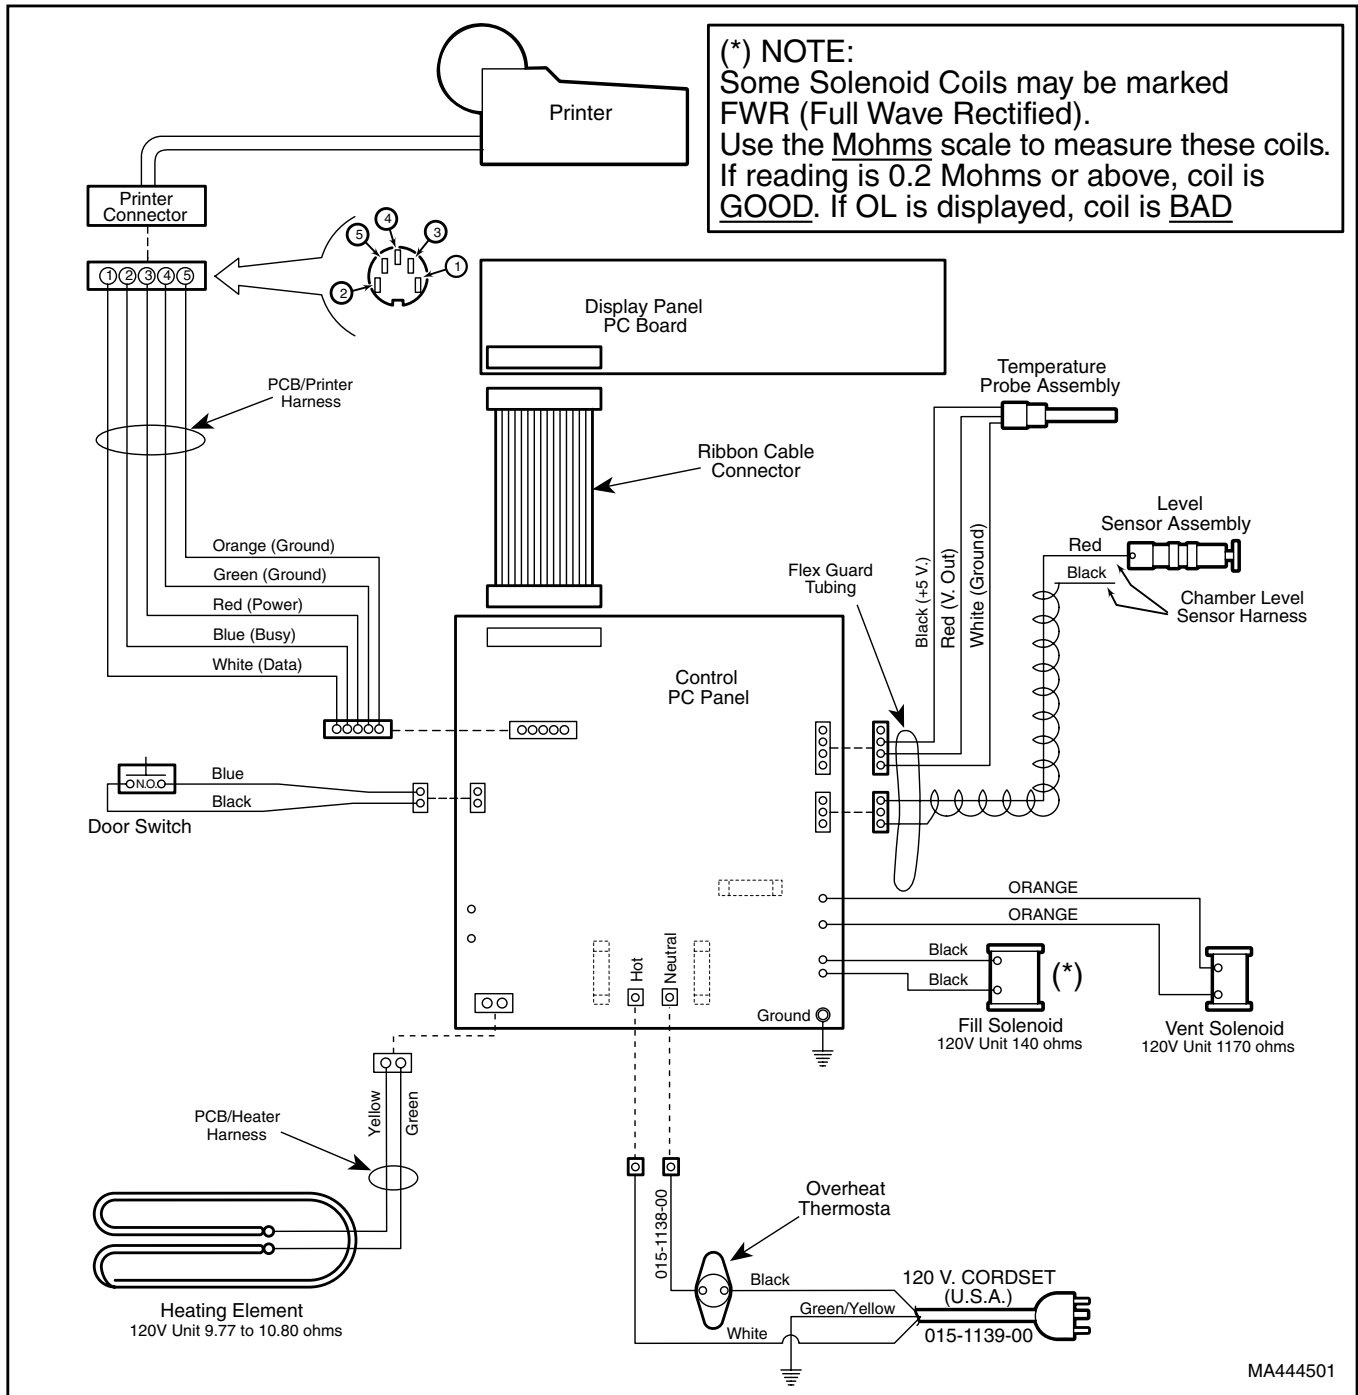 (*) NOTE:
Some Solenoid Coils may be marked
FWR (Full Wave Rectified).
Use the Mohms scale to measure these coils.
If reading is 0.2 Mohms or above, coil is
GOOD. If OL is displayed, coil is BAD
Printer
Printer
Connector
1 2 3 4 5
4
5
3
1
2
Display Panel
PC Board
PCB/Printer
Harness
Temperature
Probe Assembly
Ribbon Cable
Connector
Level
Sensor Assembly
Red
Black
Chamber Level
Sensor Harness
Flex Guard
Tubing
Black (+5 V.)
Red (V. Out)
White (Ground)
Orange (Ground)
Green (Ground)
Red (Power)
Blue (Busy)
White (Data)
Control
PC Panel
N.O.
Blue
Black
Door Switch
ORANGE
ORANGE
Black
Black
(*)
Fill Solenoid
120V Unit 140 ohms
Vent Solenoid
120V Unit 1170 ohms
Hot
Neutral
Ground
Yellow
Green
PCB/Heater
Harness
Heating Element
120V Unit 9.77 to 10.80 ohms
015-1138-00
Overheat
Thermosta
Black
Green/Yellow
White
120 V. CORDSET
(U.S.A.)
015-1139-00
MA444501